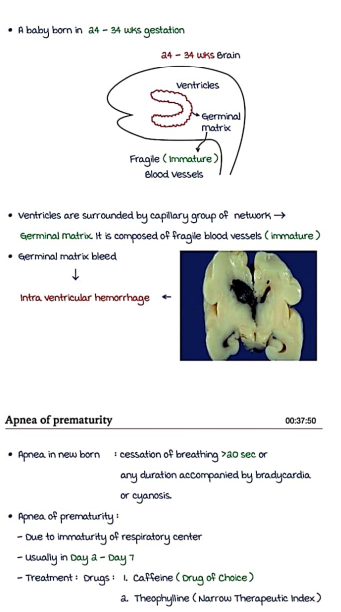 • A baby born in 24 - 34 wks gestation
24 - 34 wks Brain
Ventricles
Germinal
matrix
Fragile (Immature)
Blood vessels
• Ventricles are surrounded by capillary group of network →
Germinal matrix. It is composed of fragile blood vessels (immature)
• Germinal matrix bleed
↓
Intra ventricular hemorrhage ←
Apnea of prematurity 00:37:50
• Apnea in new born : cessation of breathing >20 sec or
any duration accompanied by bradycardia
or cyanosis.
• Apnea of prematurity :
- Due to immaturity of respiratory center
- Usually in Day 2 - Day 7
- Treatment : Drugs : 1. Caffeine (Drug of Choice)
2. Theophylline (Narrow Therapeutic Index)